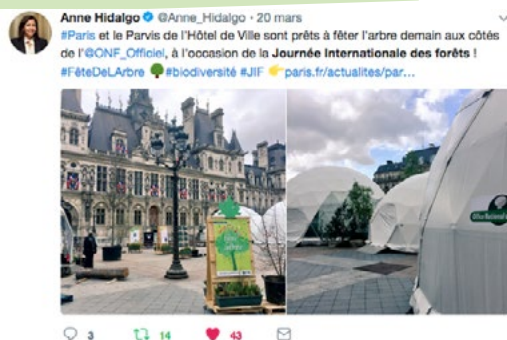 Anne Hidalgo @Anne_Hidalgo · 20 mars
#Paris et le Parvis de l'Hôtel de Ville sont prêts à fêter l'arbre demain aux côtés
de l'@ONF_Officiel, à l'occasion de la Journée Internationale des forêts !
#FêteDeLArbre 🌳 #biodiversité #JIF 👉 paris.fr/actualites/par…
Office National
3 14 43